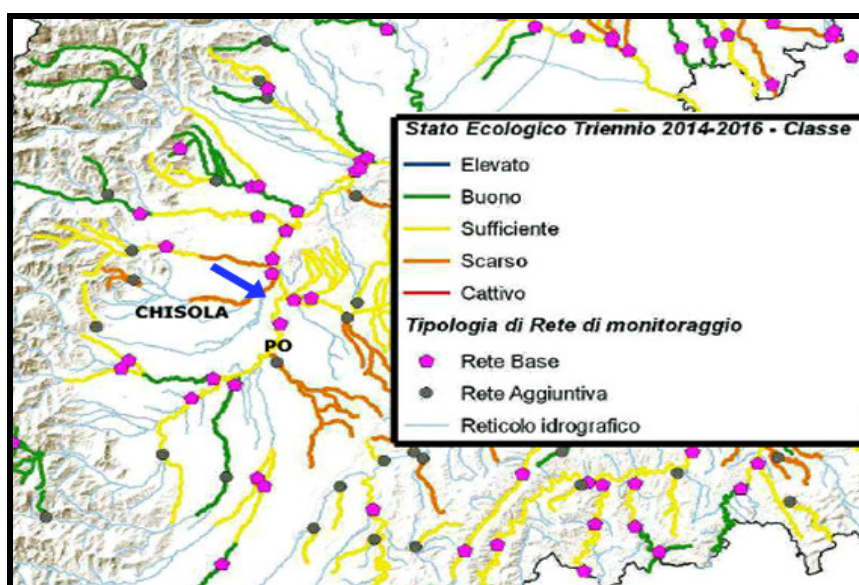 Stato Ecologico Triennio 2014-2016 - Classe
Elevato
Buono
Sufficiente
Scarso
Cattivo
Tipologia di Rete di monitoraggio
Rete Base
Rete Aggiuntiva
Reticolo idrografico
CHISOLA
PO